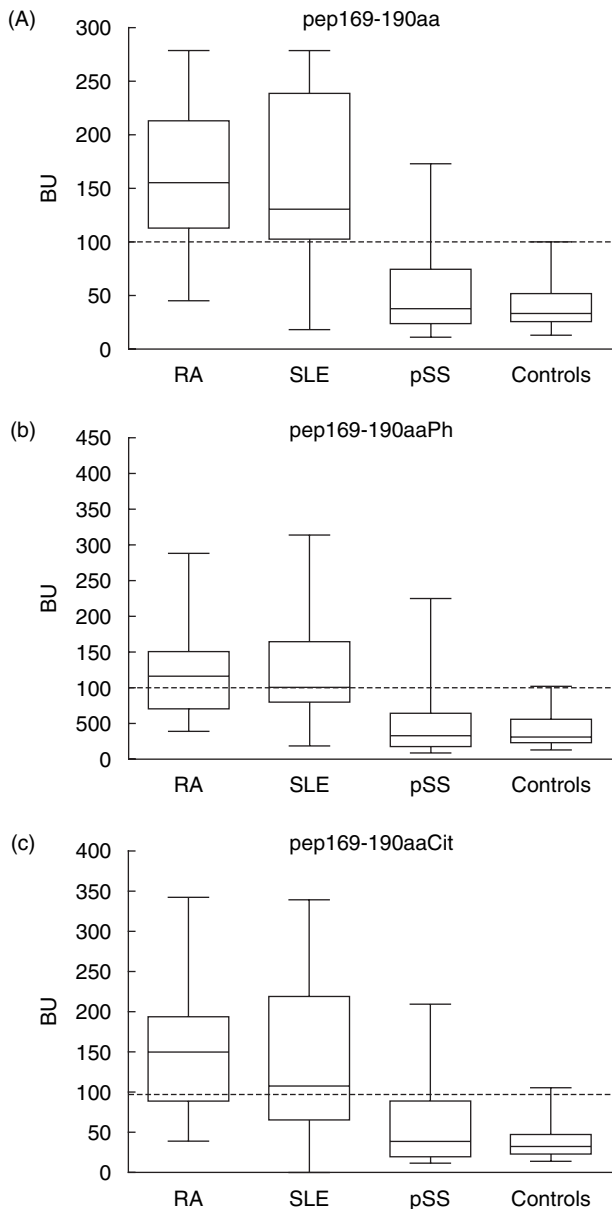 (A) pep169-190aa
300
250
200
150
100
50
0
BU
RA SLE pSS Controls
(b) pep169-190aaPh
450
400
350
300
250
200
150
100
500
0
BU
RA SLE pSS Controls
(c) pep169-190aaCit
400
350
300
250
200
150
100
50
0
BU
RA SLE pSS Controls